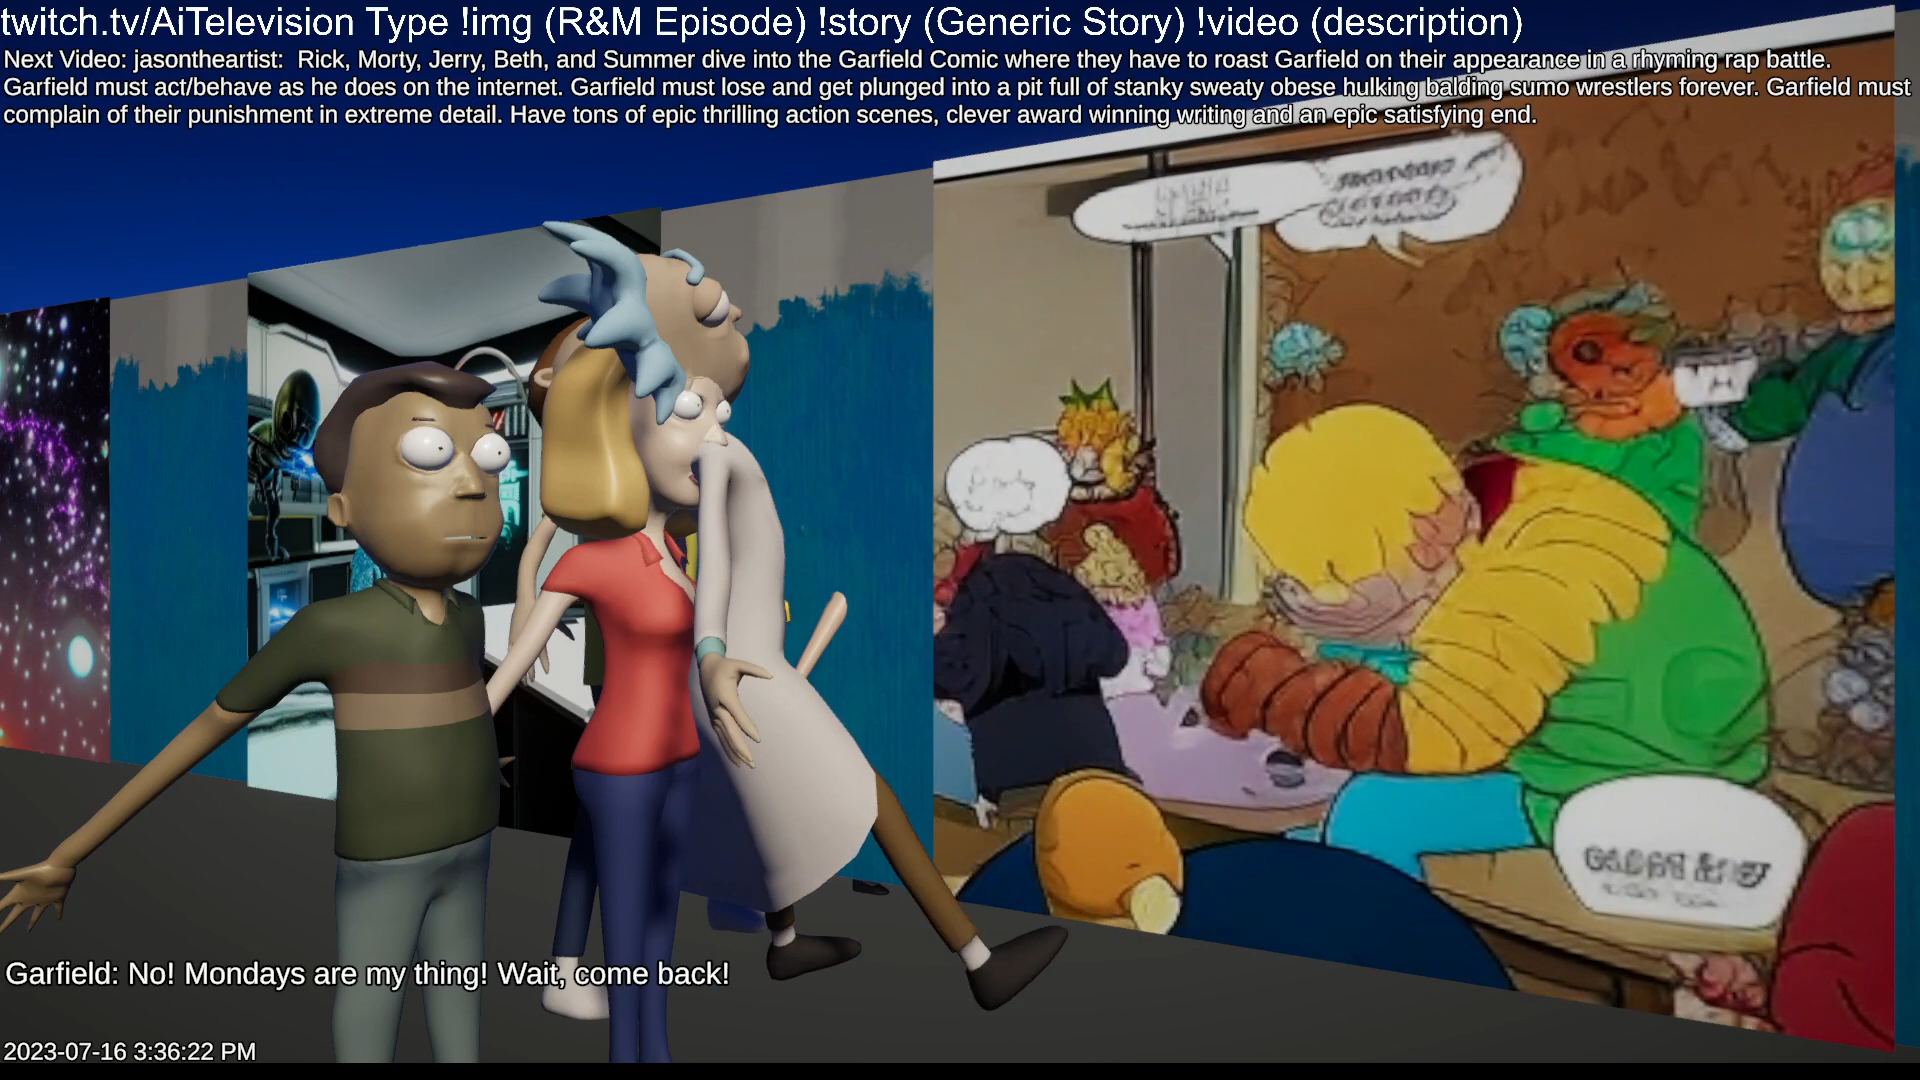 twitch.tv/AiTelevision Type !img (R&M Episode) !story (Generic Story) !video (description)
Next Video: jasontheartist:  Rick, Morty, Jerry, Beth, and Summer dive into the Garfield Comic where they have to roast Garfield on their appearance in a rhyming rap battle.
Garfield must act/behave as he does on the internet. Garfield must lose and get plunged into a pit full of stanky sweaty obese hulking balding sumo wrestlers forever. Garfield must
complain of their punishment in extreme detail. Have tons of epic thrilling action scenes, clever award winning writing and an epic satisfying end.
Garfield: No! Mondays are my thing! Wait, come back!
2023-07-16 3:36:22 PM